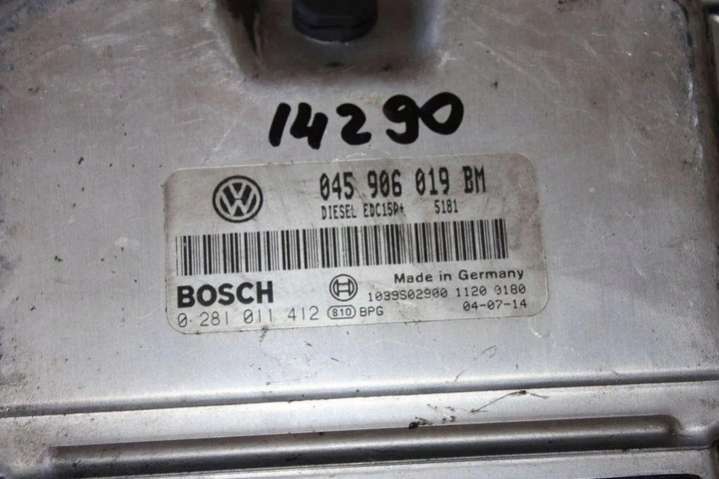 14290
045 906 019 BM
DIESEL EDC15P+ 5181
Made in Germany
BOSCH
1039S02900 1120 0180
0 281 011 412 810 BPG
04-07-14